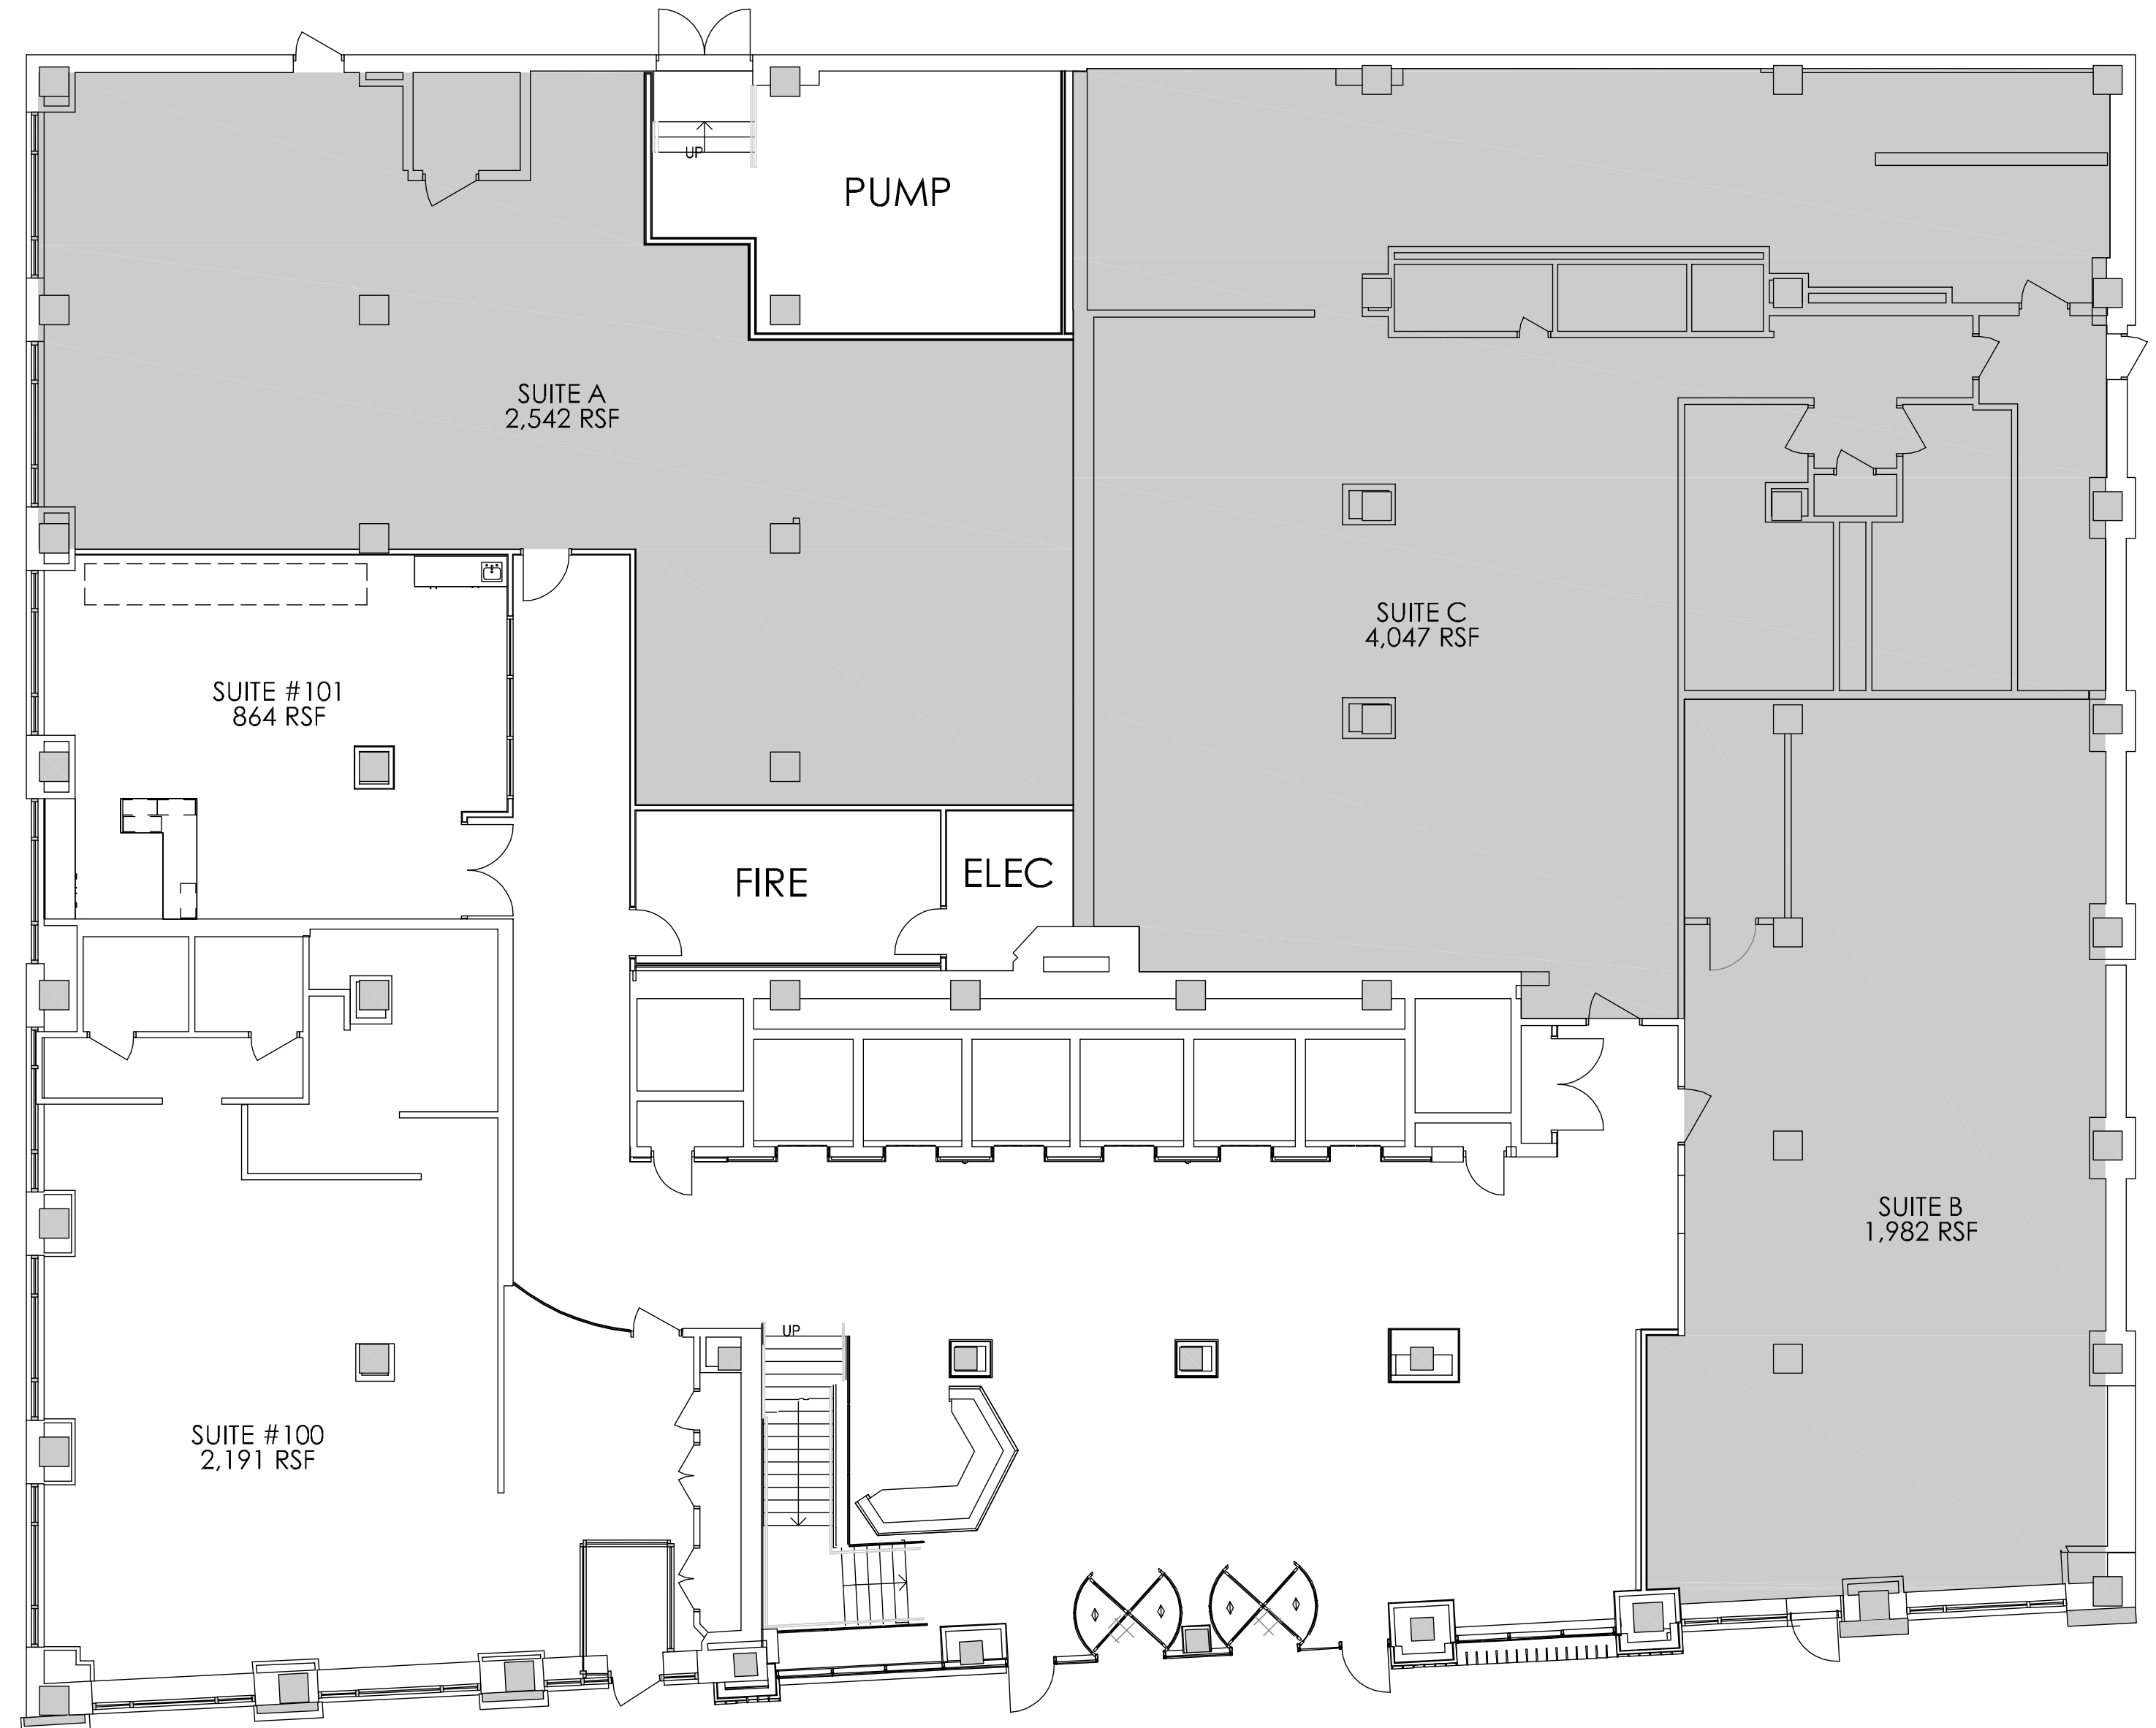 UP
PUMP
SUITE A
2,542 RSF
SUITE C
4,047 RSF
SUITE #101
864 RSF
FIRE
ELEC
SUITE B
1,982 RSF
UP
SUITE #100
2,191 RSF